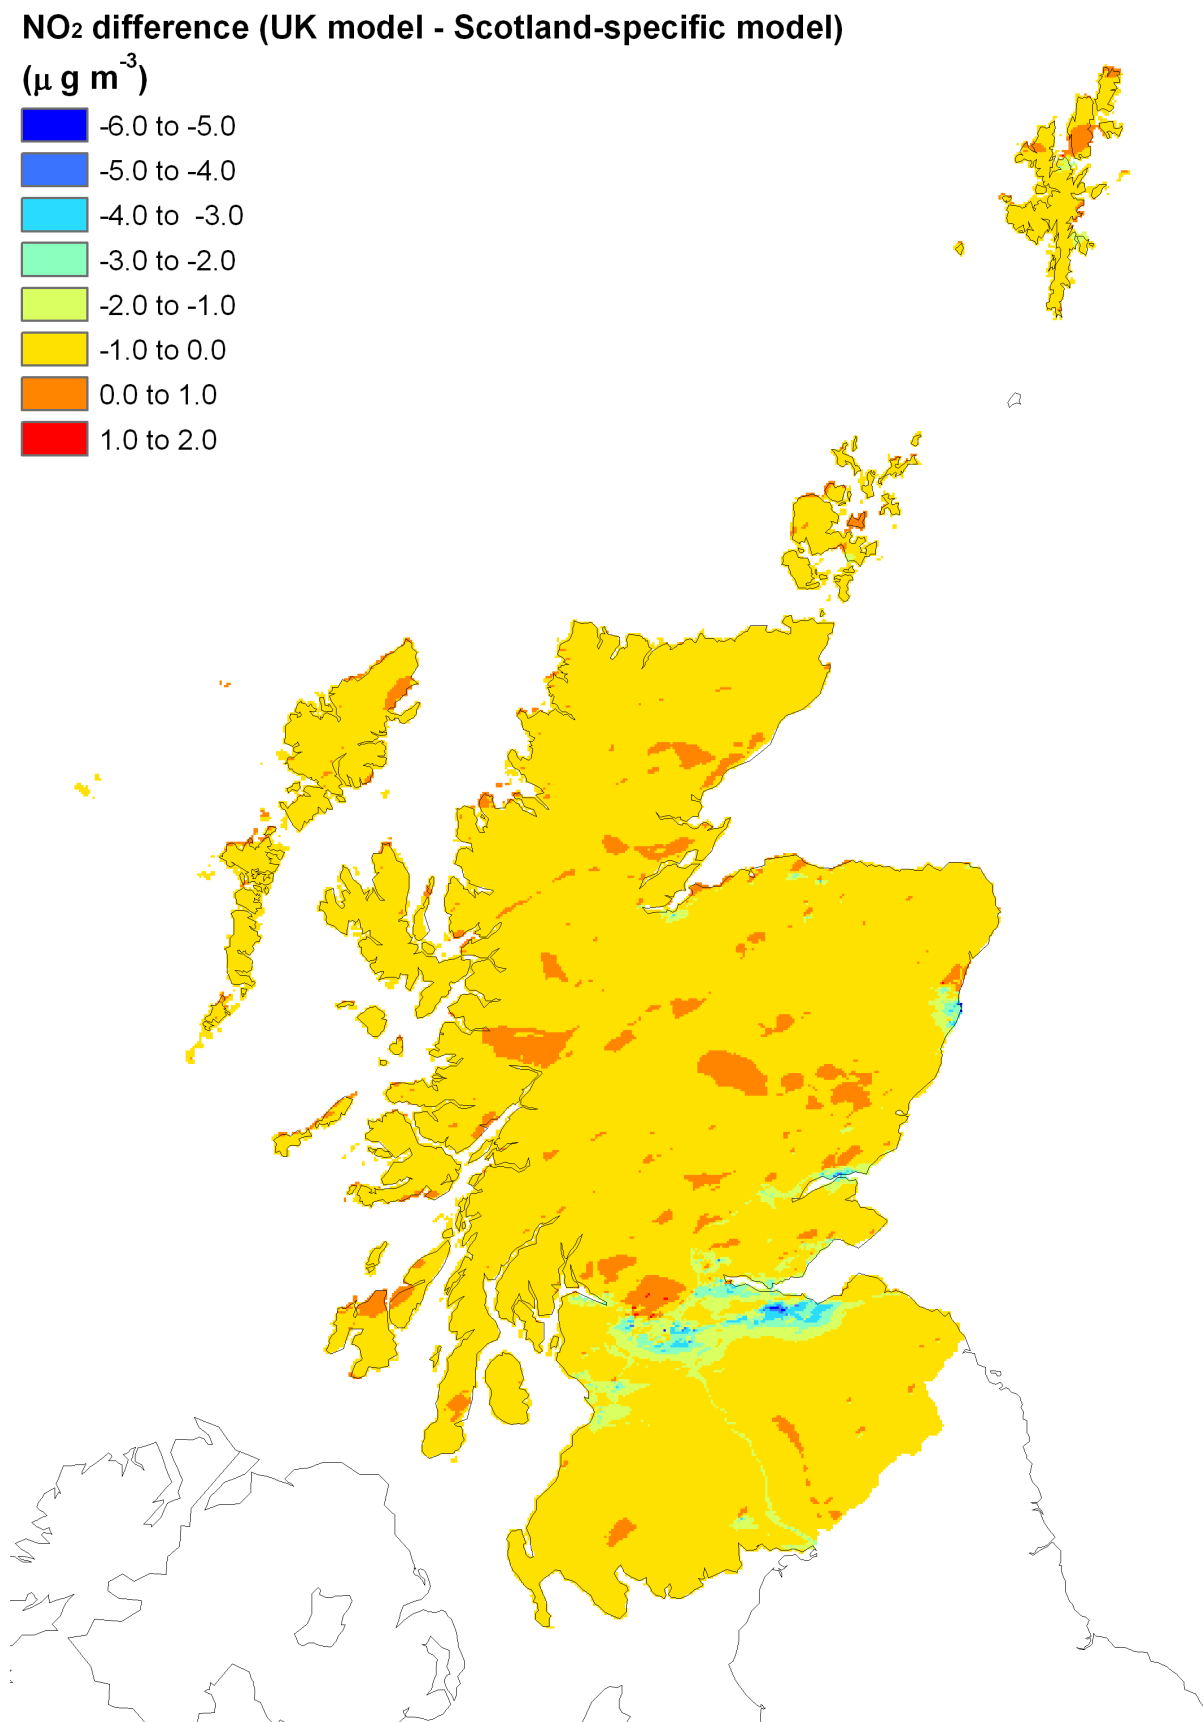 NO2 difference (UK model - Scotland-specific model)
(μ g m-3)
-6.0 to -5.0
-5.0 to -4.0
-4.0 to -3.0
-3.0 to -2.0
-2.0 to -1.0
-1.0 to 0.0
0.0 to 1.0
1.0 to 2.0